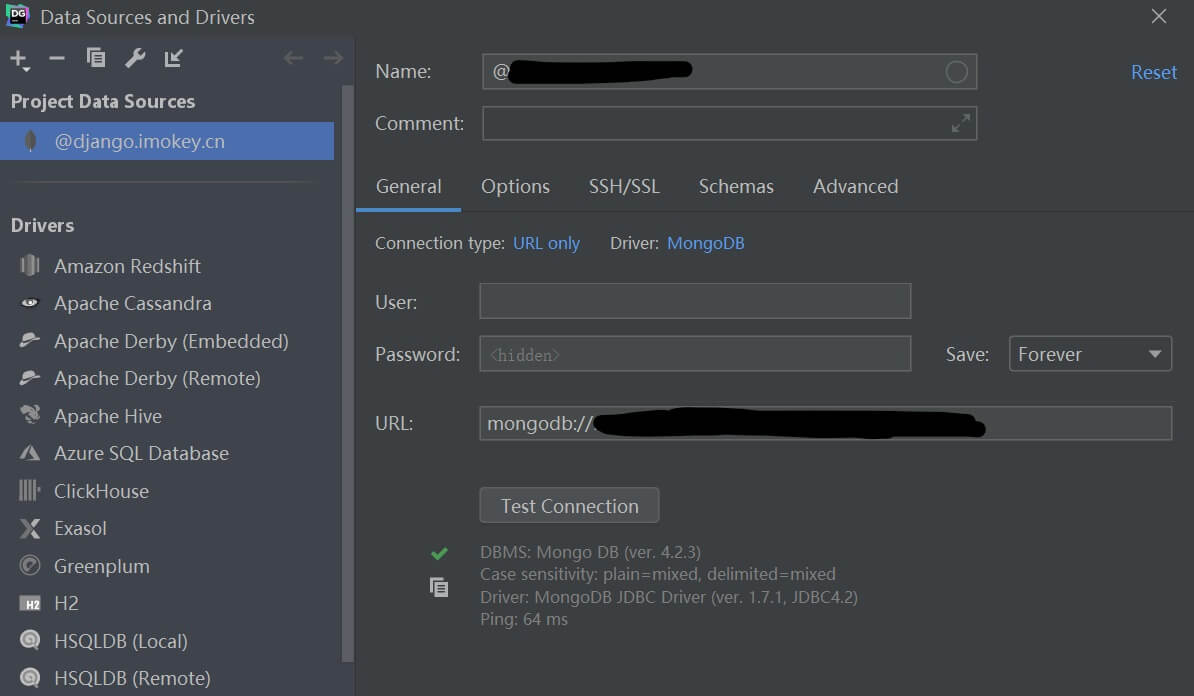 DG
Data Sources and Drivers
Project Data Sources
@django.imokey.cn
Drivers
Amazon Redshift
Apache Cassandra
Apache Derby (Embedded)
Apache Derby (Remote)
Apache Hive
Azure SQL Database
ClickHouse
Exasol
Greenplum
H2 H2
HSQLDB (Local)
HSQLDB (Remote)
Name: @
Reset
Comment:
General Options SSH/SSL Schemas Advanced
Connection type: URL only Driver: MongoDB
User:
Password: <hidden> Save: Forever
URL: mongodb://
Test Connection
DBMS: Mongo DB (ver. 4.2.3)
Case sensitivity: plain=mixed, delimited=mixed
Driver: MongoDB JDBC Driver (ver. 1.7.1, JDBC4.2)
Ping: 64 ms